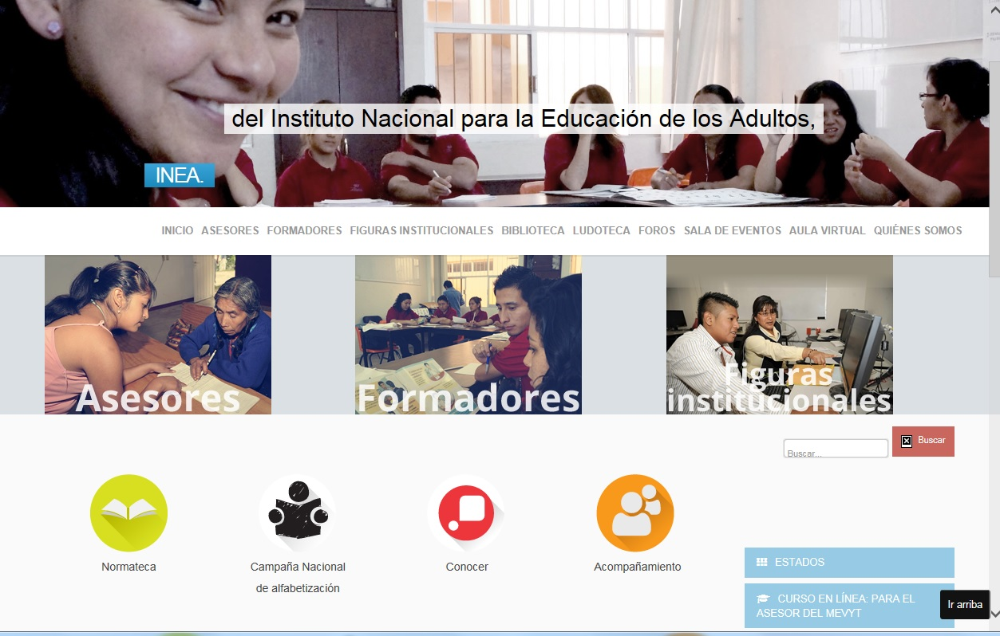 del Instituto Nacional para la Educación de los Adultos,
INEA.
INICIO ASESORES FORMADORES FIGURAS INSTITUCIONALES BIBLIOTECA LUDOTECA FOROS SALA DE EVENTOS AULA VIRTUAL QUIÉNES SOMOS
Asesores
Formadores
Figuras
institucionales
Buscar...
Buscar
Normateca
Campaña Nacional
de alfabetización
Conocer
Acompañamiento
ESTADOS
CURSO EN LÍNEA: PARA EL
ASESOR DEL MEVYT
Ir arriba